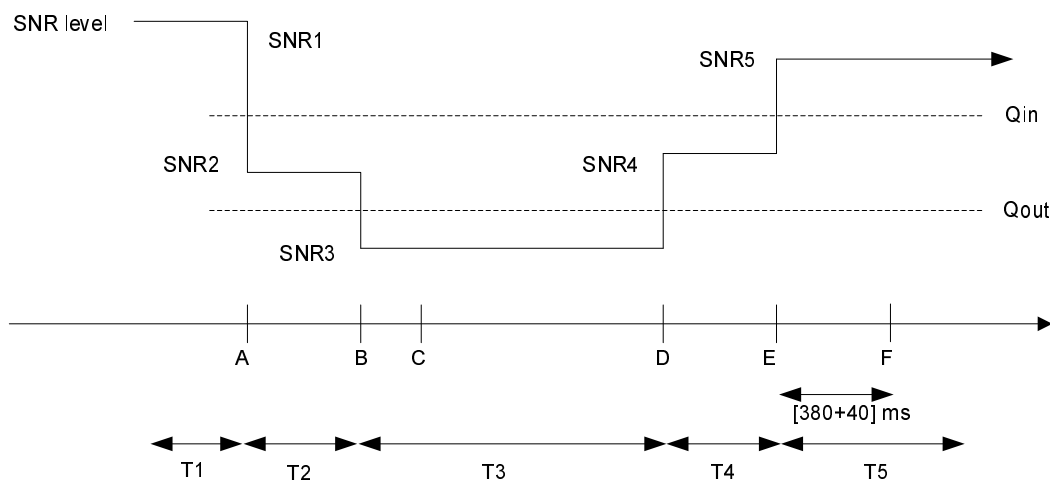 SNR level
SNR1
SNR5
Qin
SNR2
SNR4
Qout
SNR3
A
B
C
D
E
F
[380+40] ms
T1
T2
T3
T4
T5